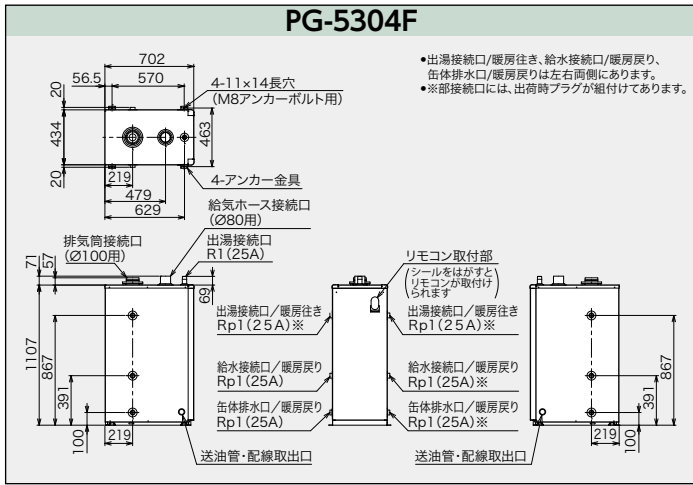 PG-5304F
702
56.5
570
4-11×14長穴
(M8アンカーボルト用)
20
434
20
463
219
479
629
4-アンカー金具
●出湯接続口/暖房往き、給水接続口/暖房戻り、
缶体排水口/暖房戻りは左右両側にあります。
●※部接続口には、出荷時プラグが組付けてあります。
給気ホース接続口
(Ø80用)
排気筒接続口
(Ø100用)
出湯接続口
R1(25A)
71
57
69
1107
867
391
100
219
送油管・配線取出口
出湯接続口/暖房往き
Rp1(25A)※
給水接続口/暖房戻り
Rp1(25A)
缶体排水口/暖房戻り
Rp1(25A)
リモコン取付部
(シールをはがすと
リモコンが取付け
られます)
出湯接続口/暖房往き
Rp1(25A)※
給水接続口/暖房戻り
Rp1(25A)※
缶体排水口/暖房戻り
Rp1(25A)※
送油管・配線取出口
219
100
391
867